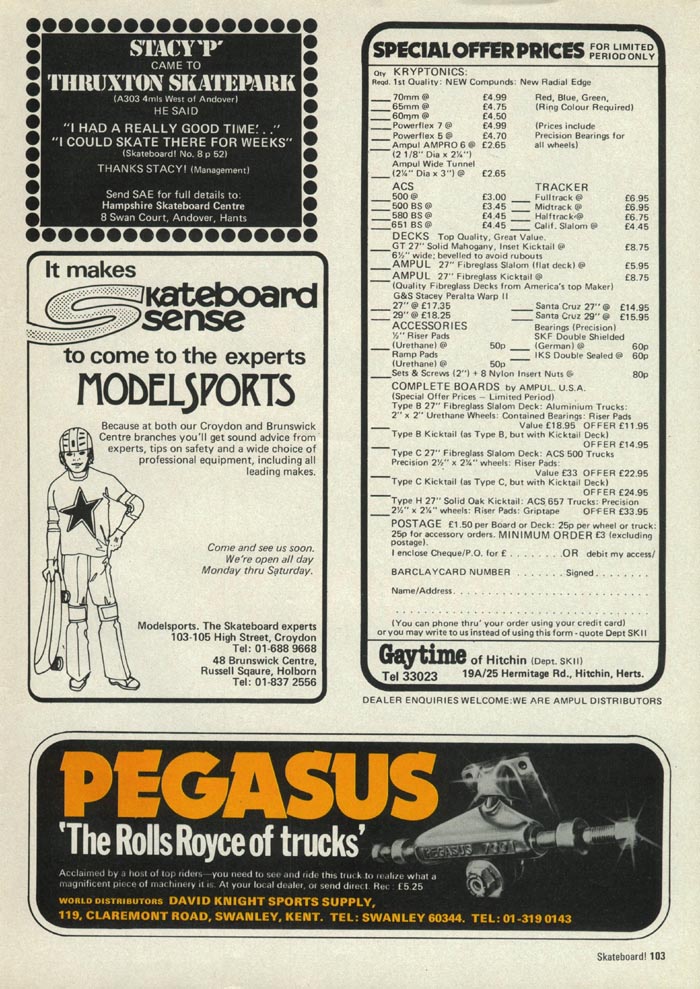 STACY 'P'
CAME TO
THRUXTON SKATEPARK
(A303 4mls West of Andover)
HE SAID
"I HAD A REALLY GOOD TIME..."
"I COULD SKATE THERE FOR WEEKS"
(Skateboard! No. 8 p 52)
THANKS STACY! (Management)
Send SAE for full details to:
Hampshire Skateboard Centre
8 Swan Court, Andover, Hants
It makes
Skateboard
sense
to come to the experts
MODELSPORTS
Because at both our Croydon and Brunswick
Centre branches you'll get sound advice from
experts, tips on safety and a wide choice of
professional equipment, including all
leading makes.
Come and see us soon.
We're open all day
Monday thru Saturday.
Modelsports. The Skateboard experts
103-105 High Street, Croydon
Tel: 01-688 9668
48 Brunswick Centre,
Russell Sqaure, Holborn
Tel: 01-837 2556
SPECIAL OFFER PRICES FOR LIMITED
PERIOD ONLY
Qty KRYPTONICS:
Reqd. 1st Quality: NEW Compunds: New Radial Edge
70mm @ £4.99 Red, Blue, Green,
65mm @ £4.75 (Ring Colour Required)
60mm @ £4.50
Powerflex 7 @ £4.99 (Prices include
Powerflex 5 @ £4.70 Precision Bearings for
Ampul AMPRO 6 @ £2.65 all wheels)
(2 1/8" Dia x 2¼")
Ampul Wide Tunnel
(2¼" Dia x 3") @ £2.65
ACS TRACKER
500 @ £3.00 Fulltrack @ £6.95
500 BS @ £3.45 Midtrack @ £6.95
580 BS @ £4.45 Halftrack @ £6.75
651 BS @ £4.45 Calif. Slalom @ £4.45
DECKS Top Quality, Great Value.
GT 27" Solid Mahogany, Inset Kicktail @ £8.75
6½" wide; bevelled to avoid rubouts
AMPUL 27" Fibreglass Slalom (flat deck) @ £5.95
AMPUL 27" Fibreglass Kicktail @ £8.75
(Quality Fibreglass Decks from America's top Maker)
G&S Stacey Peralta Warp II
27" @ £17.35 Santa Cruz 27" @ £14.95
29" @ £18.25 Santa Cruz 29" @ £15.95
ACCESSORIES Bearings (Precision)
½" Riser Pads SKF Double Shielded
(Urethane) @ 50p (German) @ 60p
Ramp Pads IKS Double Sealed @ 60p
(Urethane) @ 50p
Sets & Screws (2") + 8 Nylon Insert Nuts @ 80p
COMPLETE BOARDS by AMPUL. U.S.A.
(Special Offer Prices – Limited Period)
Type B 27" Fibreglass Slalom Deck: Aluminium Trucks:
2" x 2" Urethane Wheels: Contained Bearings: Riser Pads
Value £18.95 OFFER £11.95
Type B Kicktail (as Type B, but with Kicktail Deck)
OFFER £14.95
Type C 27" Fibreglass Slalom Deck: ACS 500 Trucks
Precision 2½" x 2¼" wheels: Riser Pads:
Value £33 OFFER £22.95
Type C Kicktail (as Type C, but with Kicktail Deck)
OFFER £24.95
Type H 27" Solid Oak Kicktail: ACS 657 Trucks: Precision
2½" x 2¼" wheels: Riser Pads: Griptape OFFER £33.95
POSTAGE £1.50 per Board or Deck: 25p per wheel or truck:
25p for accessory orders. MINIMUM ORDER £3 (excluding
postage).
I enclose Cheque/P.O. for £ ........ OR debit my access/
BARCLAYCARD NUMBER ........ Signed ........
Name/Address ........
(You can phone thru' your order using your credit card)
or you may write to us instead of using this form - quote Dept SKII
Gaytime of Hitchin (Dept. SKII)
Tel 33023 19A/25 Hermitage Rd., Hitchin, Herts.
DEALER ENQUIRIES WELCOME: WE ARE AMPUL DISTRIBUTORS
PEGASUS
'The Rolls Royce of trucks'
PEGASUS
Acclaimed by a host of top riders—you need to see and ride this truck to realize what a
magnificent piece of machinery it is. At your local dealer, or send direct. Rec: £5.25
WORLD DISTRIBUTORS DAVID KNIGHT SPORTS SUPPLY,
119, CLAREMONT ROAD, SWANLEY, KENT. TEL: SWANLEY 60344. TEL: 01-319 0143
Skateboard! 103